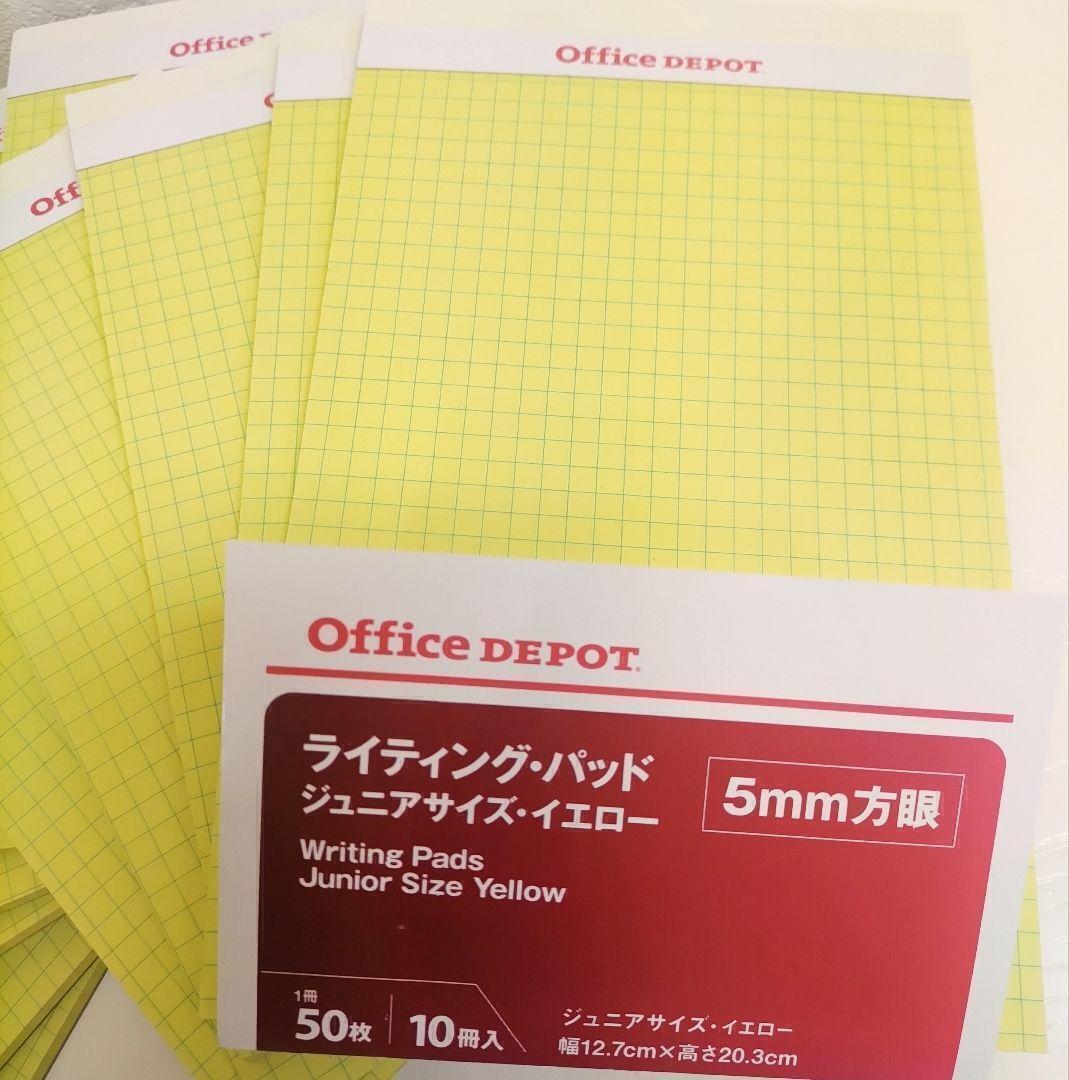 Office
Office DEPOT
Off
Office DEPOT
ライティング・パッド
5mm方眼
ジュニアサイズ・イエロー
Writing Pads
Junior Size Yellow
1冊
50枚
10冊入
ジュニアサイズ・イエロー
幅12.7cm×高さ20.3cm